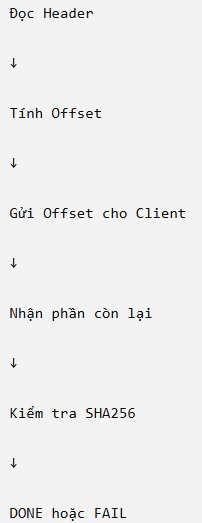 Đọc Header
↓
Tính Offset
↓
Gửi Offset cho Client
↓
Nhận phần còn lại
↓
Kiểm tra SHA256
↓
DONE hoặc FAIL